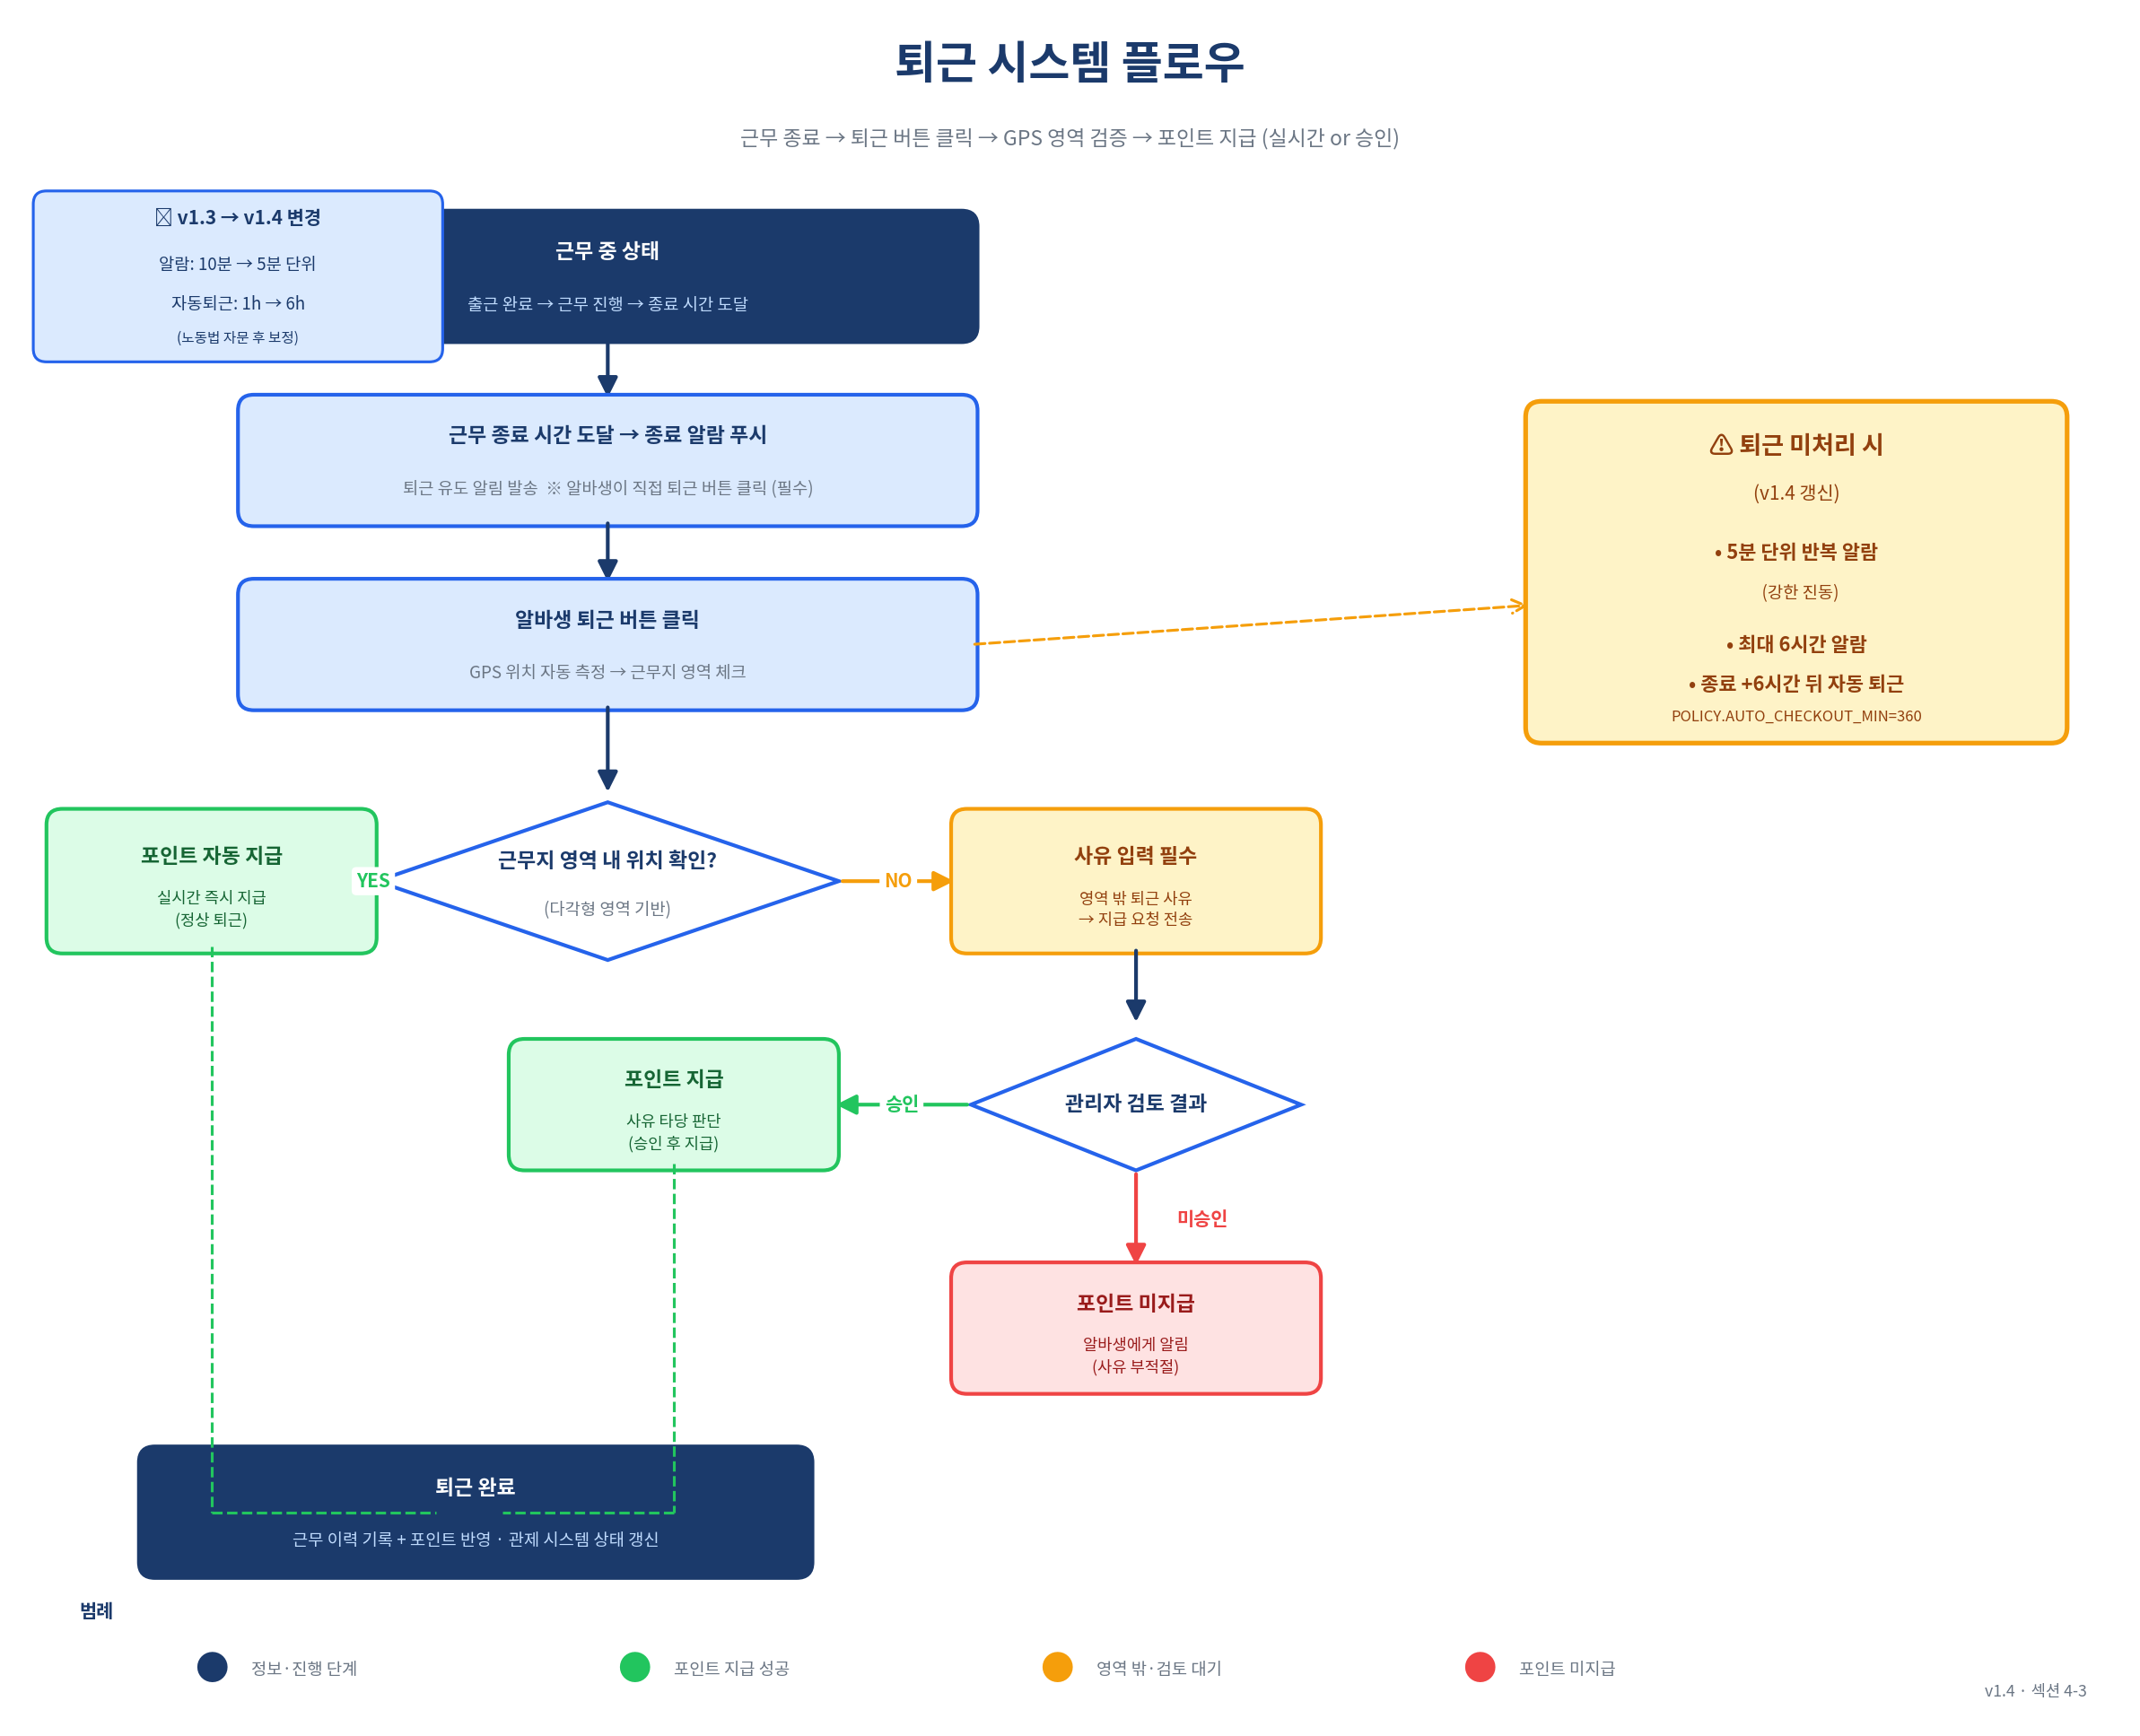 퇴근 시스템 플로우
근무 종료 → 퇴근 버튼 클릭 → GPS 영역 검증 → 포인트 지급 (실시간 or 승인)
v1.3 → v1.4 변경
알람: 10분 → 5분 단위
자동퇴근: 1h → 6h
(노동법 자문 후 보정)
근무 중 상태
출근 완료 → 근무 진행 → 종료 시간 도달
근무 종료 시간 도달 → 종료 알람 푸시
퇴근 유도 알림 발송 ※ 알바생이 직접 퇴근 버튼 클릭 (필수)
알바생 퇴근 버튼 클릭
GPS 위치 자동 측정 → 근무지 영역 체크
⚠ 퇴근 미처리 시
(v1.4 갱신)
• 5분 단위 반복 알람
(강한 진동)
• 최대 6시간 알람
• 종료 +6시간 뒤 자동 퇴근
POLICY.AUTO_CHECKOUT_MIN=360
포인트 자동 지급
실시간 즉시 지급
(정상 퇴근)
YES
근무지 영역 내 위치 확인?
(다각형 영역 기반)
NO
사유 입력 필수
영역 밖 퇴근 사유
→ 지급 요청 전송
포인트 지급
사유 타당 판단
(승인 후 지급)
승인
관리자 검토 결과
미승인
포인트 미지급
알바생에게 알림
(사유 부적절)
퇴근 완료
근무 이력 기록 + 포인트 반영 · 관제 시스템 상태 갱신
범례
정보·진행 단계
포인트 지급 성공
영역 밖·검토 대기
포인트 미지급
v1.4 · 섹션 4-3